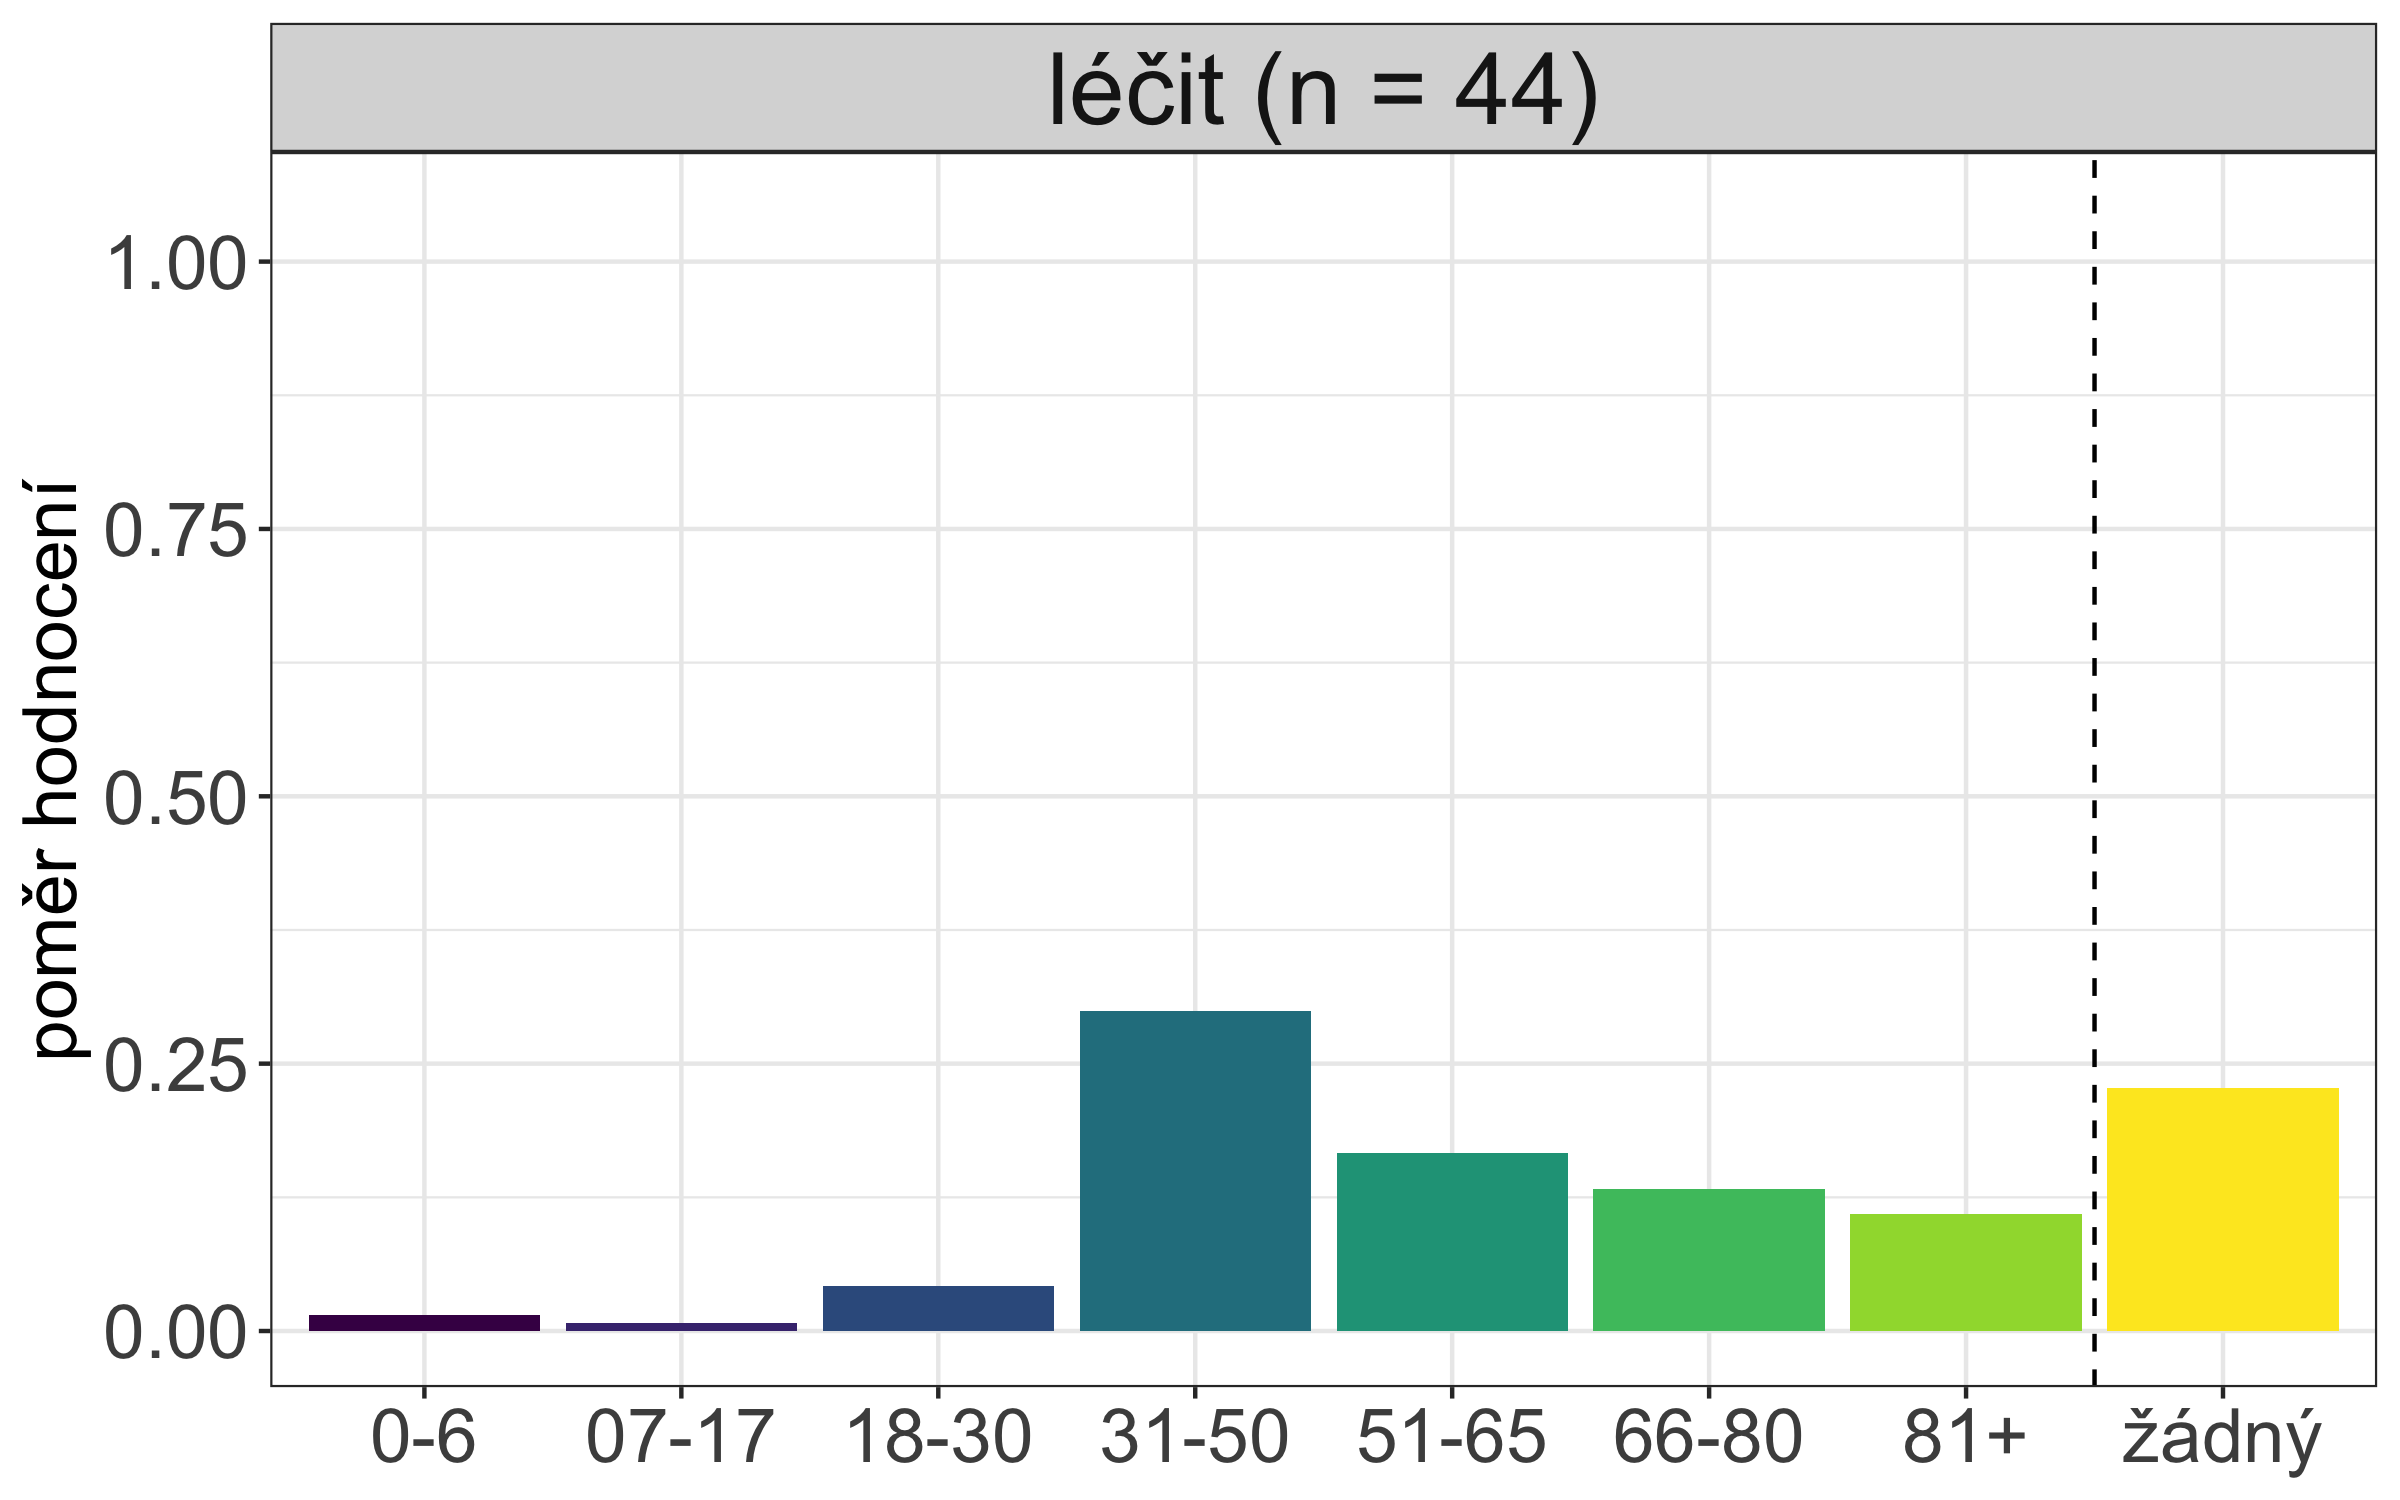 léčit (n = 44)
poměr hodnocení
1.00
0.75
0.50
0.25
0.00
0-6 07-17 18-30 31-50 51-65 66-80 81+ žádný